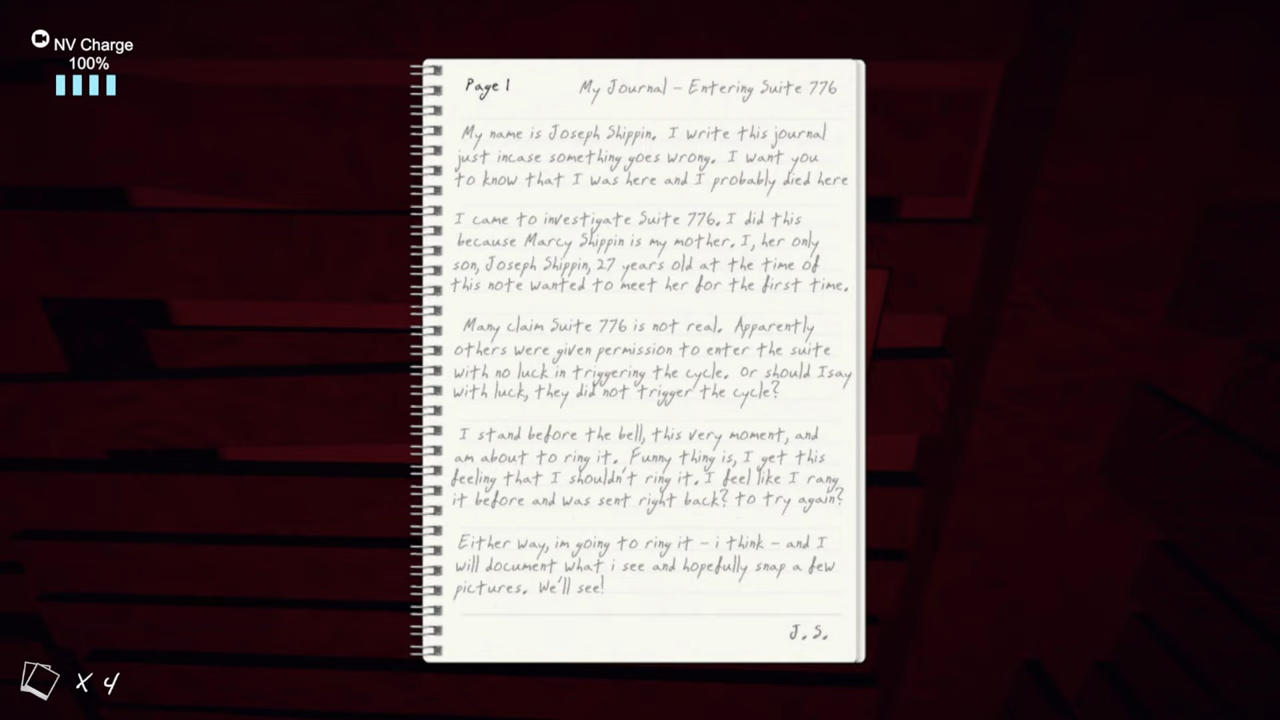 NV Charge
100%
Page 1
My Journal - Entering Suite 776
My name is Joseph Shippin. I write this journal
just incase something goes wrong. I want you
to know that I was here and I probably died here
I came to investigate Suite 776. I did this
because Marcy Shippin is my mother. I, her only
son, Joseph Shippin, 27 years old at the time of
this note wanted to meet her for the first time.
Many claim Suite 776 is not real. Apparently
others were given permission to enter the suite
with no luck in triggering the cycle. Or should Isay
with luck, they did not trigger the cycle?
I stand before the bell, this very moment, and
am about to ring it. Funny thing is, I get this
feeling that I shouldn't ring it. I feel like I rang
it before and was sent right back? to try again?
Either way, im going to ring it - i think - and I
will document what i see and hopefully snap a few
pictures. We'll see!
J. S.
X 4